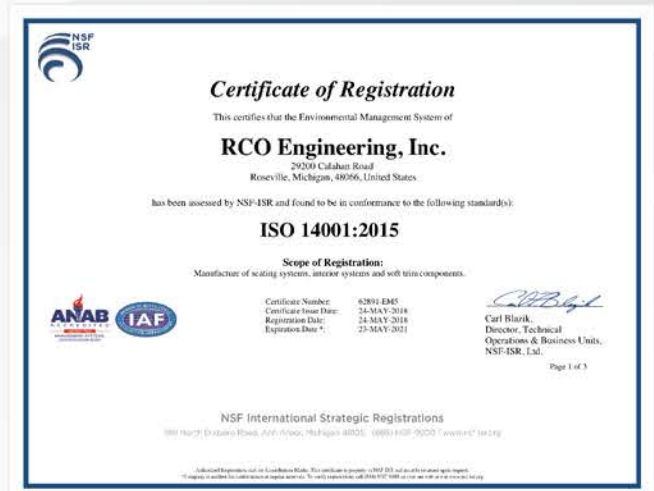 NSF
ISR
Certificate of Registration
This certifies that the Environmental Management System of
RCO Engineering, Inc.
29200 Calahan Road
Roseville, Michigan, 48066, United States
has been assessed by NSF-ISR and found to be in conformance to the following standard(s):
ISO 14001:2015
Scope of Registration:
Manufacture of seating systems, interior systems and soft trim components.
ANAB
ACCREDITED
IAF
Certificate Number: 62891-EM5
Certificate Issue Date: 24-MAY-2018
Registration Date: 24-MAY-2018
Expiration Date *: 23-MAY-2021
Carl Blazik,
Director, Technical
Operations & Business Units,
NSF-ISR, Ltd.
Page 1 of 3
NSF International Strategic Registrations